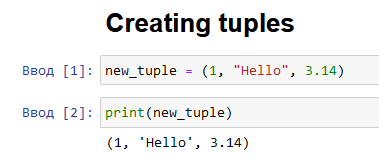 Creating tuples
Ввод [1]: new_tuple = (1, "Hello", 3.14)
Ввод [2]: print(new_tuple)
(1, 'Hello', 3.14)